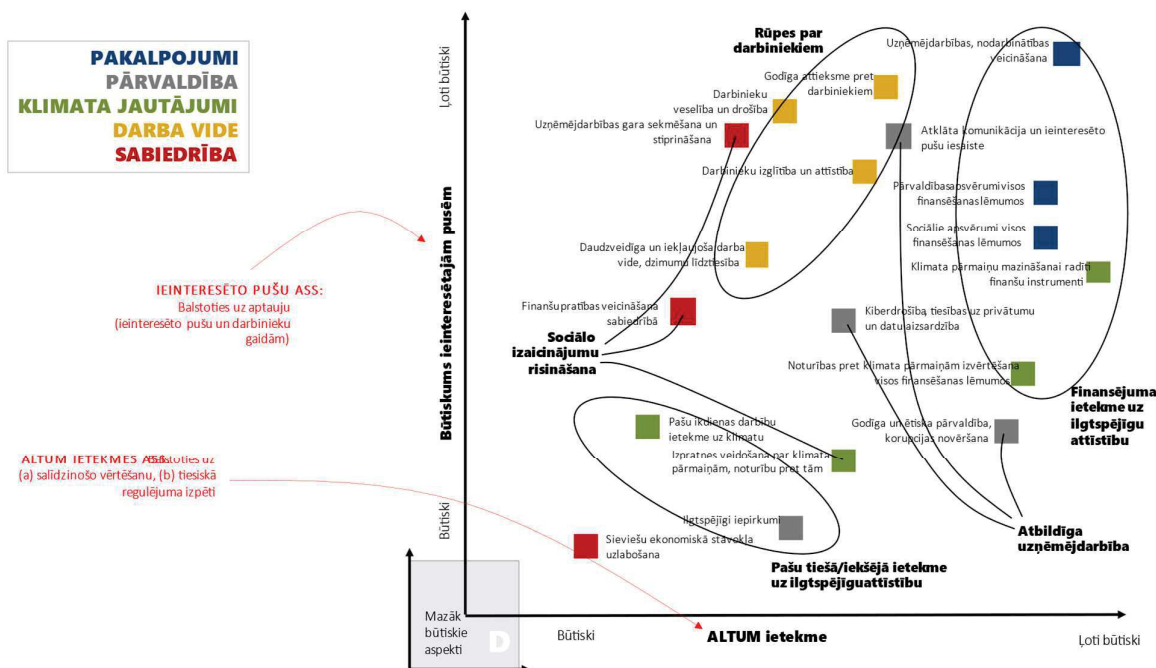 PAKALPOJUMI
PĀRVALDĪBA
KLIMATA JAUTĀJUMI
DARBA VIDE
SABIEDRĪBA
IEINTERESĒTO PUŠU ASS:
Balstoties uz aptauju
(ieinteresēto pušu un darbinieku
gaidām)
ALTUM IETEKMES ASS: Balstoties uz
(a) salīdzinošo vērtēšanu, (b) tiesiskā
regulējuma izpēti
Ļoti būtiski
Būtiskums ieinteresētajām pusēm
Būtiski
Rūpes par
darbiniekiem
Uzņēmējdarbības, nodarbinātības
veicināšana
Godīga attieksme pret
darbiniekiem
Darbinieku
veselība un drošība
Uzņēmējdarbības gara sekmēšana un
stiprināšana
Atklāta komunikācija un ieinteresēto
pušu iesaiste
Darbinieku izglītība un attīstība
Pārvaldības apsvērumi visos
finansēšanas lēmumos
Sociālie apsvērumi visos
finansēšanas lēmumos
Daudzveidīga un iekļaujoša darba
vide, dzimumu līdztiesība
Klimata pārmaiņu mazināšanai radīti
finanšu instrumenti
Finanšu pratības veicināšana
sabiedrībā
Kiberdrošība, tiesības uz privātumu
un datu aizsardzība
Sociālo
izaicinājumu
risināšana
Noturības pret klimata pārmaiņām izvērtēšana
visos finansēšanas lēmumos
Finansējuma
ietekme uz
ilgtspējīgu
attīstību
Pašu ikdienas darbību
ietekme uz klimatu
Godīga un ētiska pārvaldība,
korupcijas novēršana
Izpratnes veidošana par klimata
pārmaiņām, noturību pret tām
Ilgtspējīgi iepirkumi
Sieviešu ekonomiskā stāvokļa
uzlabošana
Atbildīga
uzņēmējdarbība
Pašu tiešā/iekšējā ietekme
uz ilgtspējīgu attīstību
Mazāk
būtiskie
aspekti
D
Būtiski
ALTUM ietekme
Ļoti būtiski